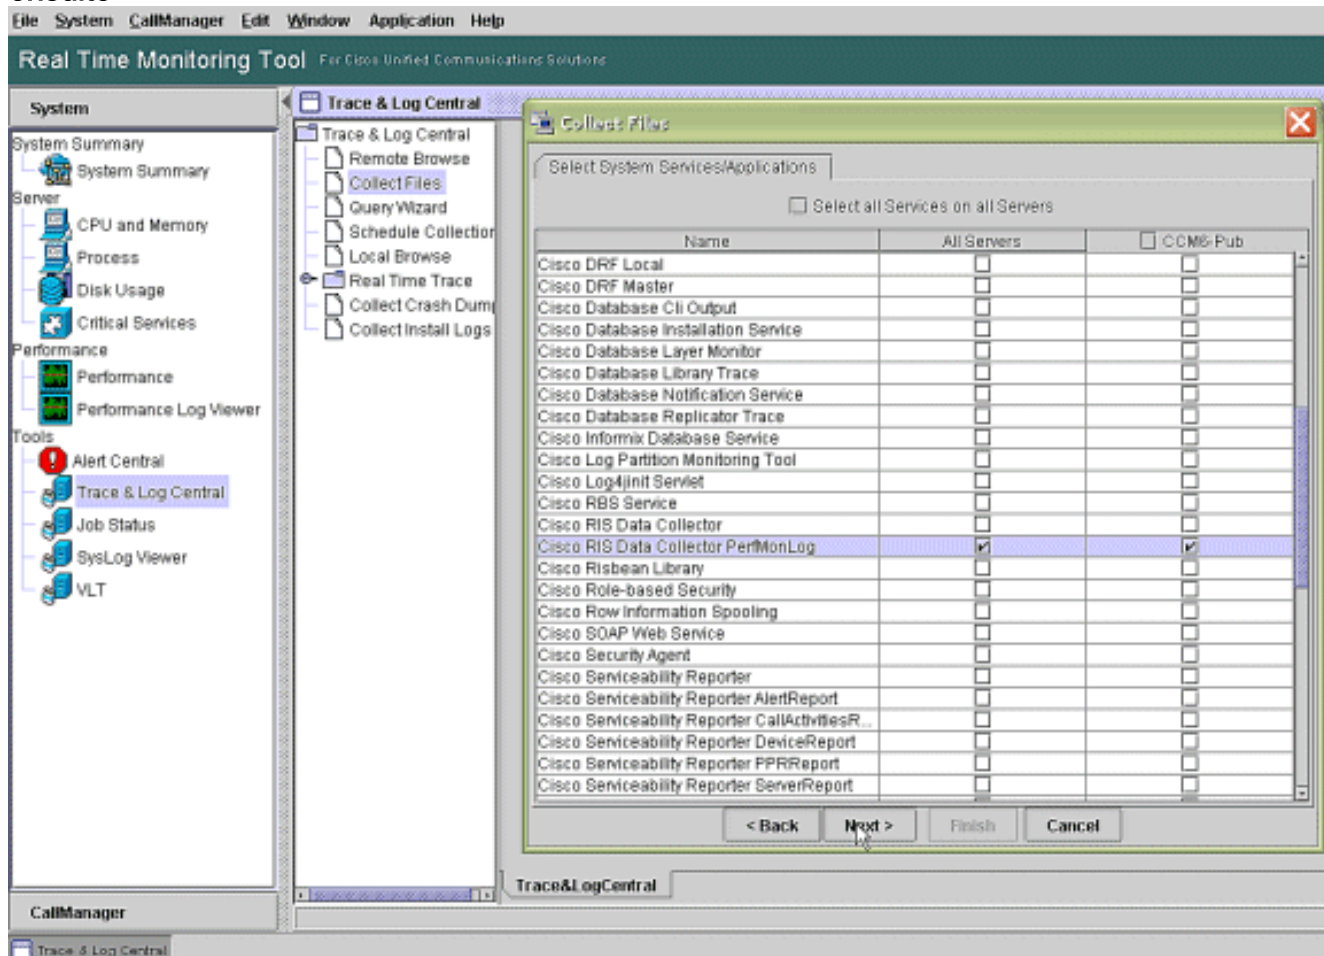 File System CallManager Edit Window Application Help
Real Time Monitoring Tool For Cisco Unified Communications Solutions
System
System Summary
System Summary
Server
CPU and Memory
Process
Disk Usage
Critical Services
Performance
Performance
Performance Log Viewer
Tools
Alert Central
Trace & Log Central
Job Status
SysLog Viewer
VLT
CallManager
Trace & Log Central
Trace & Log Central
Remote Browse
Collect Files
Query Wizard
Schedule Collection
Local Browse
Real Time Trace
Collect Crash Dum
Collect Install Logs
Collect Files
Select System Services/Applications
Select all Services on all Servers
Name All Servers CCM6-Pub
Cisco DRF Local
Cisco DRF Master
Cisco Database Cli Output
Cisco Database Installation Service
Cisco Database Layer Monitor
Cisco Database Library Trace
Cisco Database Notification Service
Cisco Database Replicator Trace
Cisco Informix Database Service
Cisco Log Partition Monitoring Tool
Cisco Log4jinit Servlet
Cisco RBS Service
Cisco RIS Data Collector
Cisco RIS Data Collector PerfMonLog
Cisco Risbean Library
Cisco Role-based Security
Cisco Row Information Spooling
Cisco SOAP Web Service
Cisco Security Agent
Cisco Serviceability Reporter
Cisco Serviceability Reporter AlertReport
Cisco Serviceability Reporter CallActivitiesR...
Cisco Serviceability Reporter DeviceReport
Cisco Serviceability Reporter PPRReport
Cisco Serviceability Reporter ServerReport
< Back Next > Finish Cancel
Trace&LogCentral
Trace & Log Central